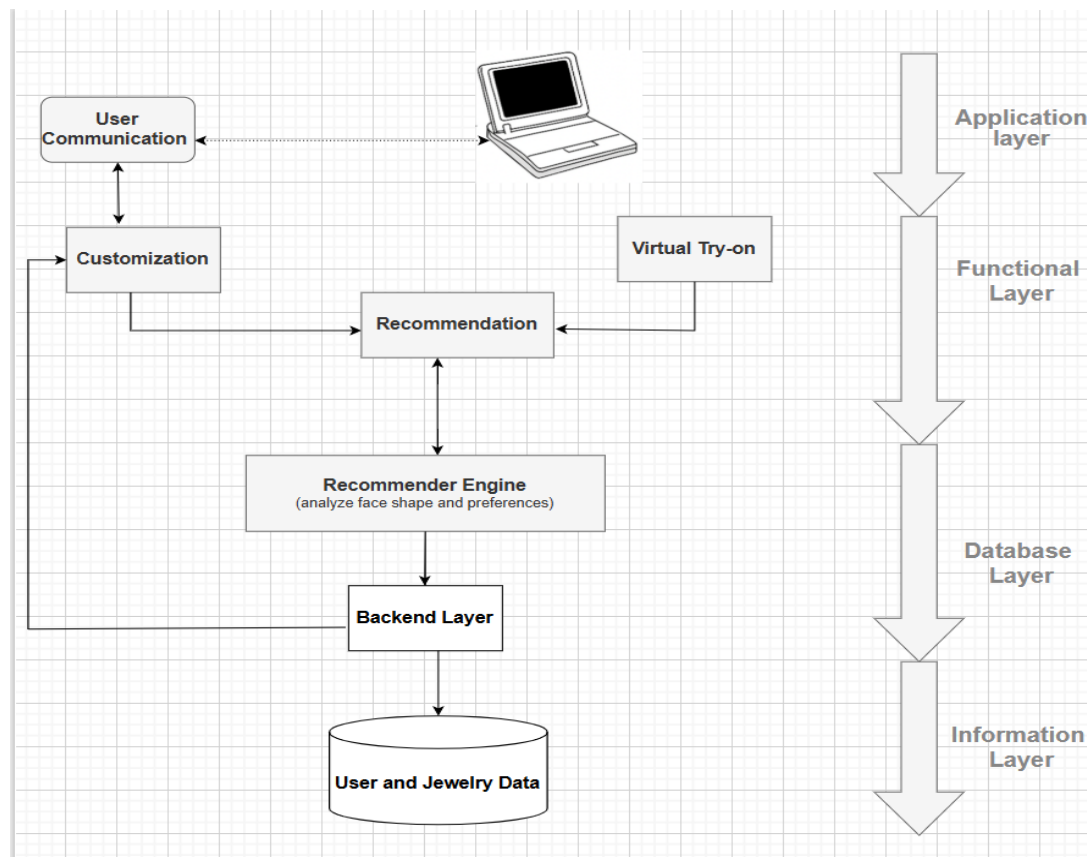 User
Communication
Application
layer
Customization
Virtual Try-on
Functional
Layer
Recommendation
Recommender Engine
(analyze face shape and preferences)
Database
Layer
Backend Layer
Information
Layer
User and Jewelry Data